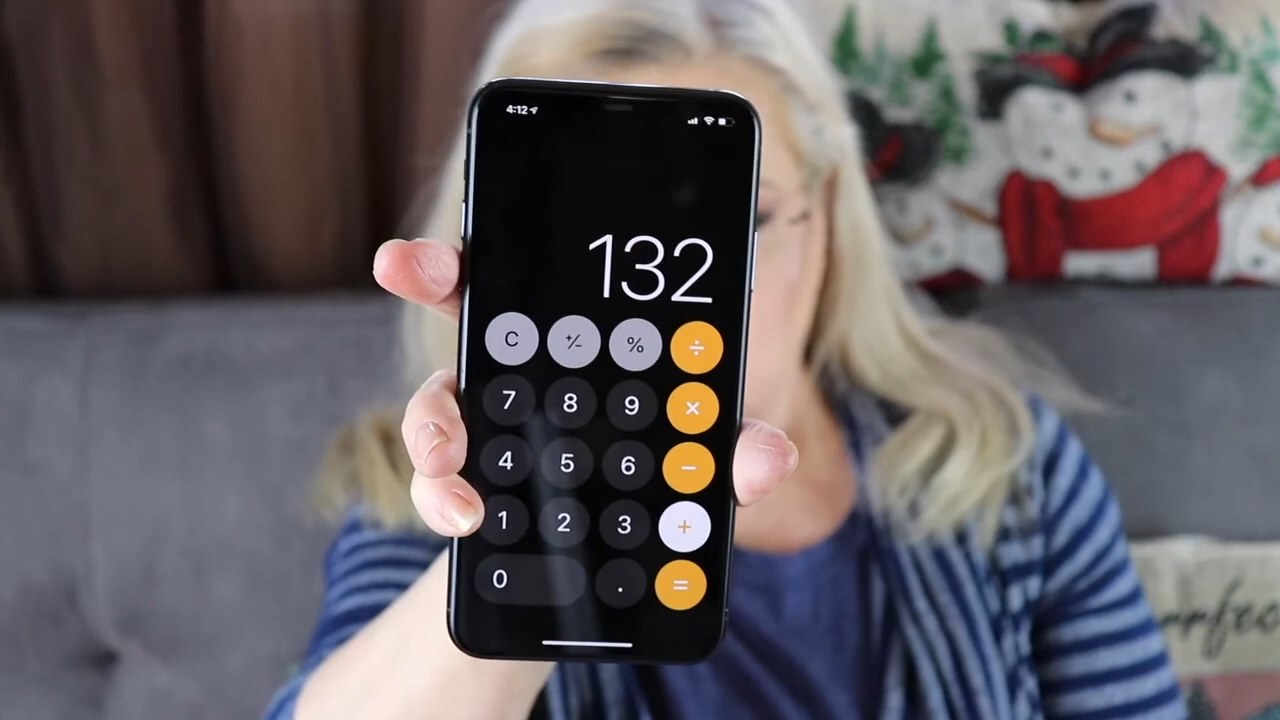 4:12
132
C +/- % ÷
7 8 9 ×
4 5 6 −
1 2 3 +
0 . =